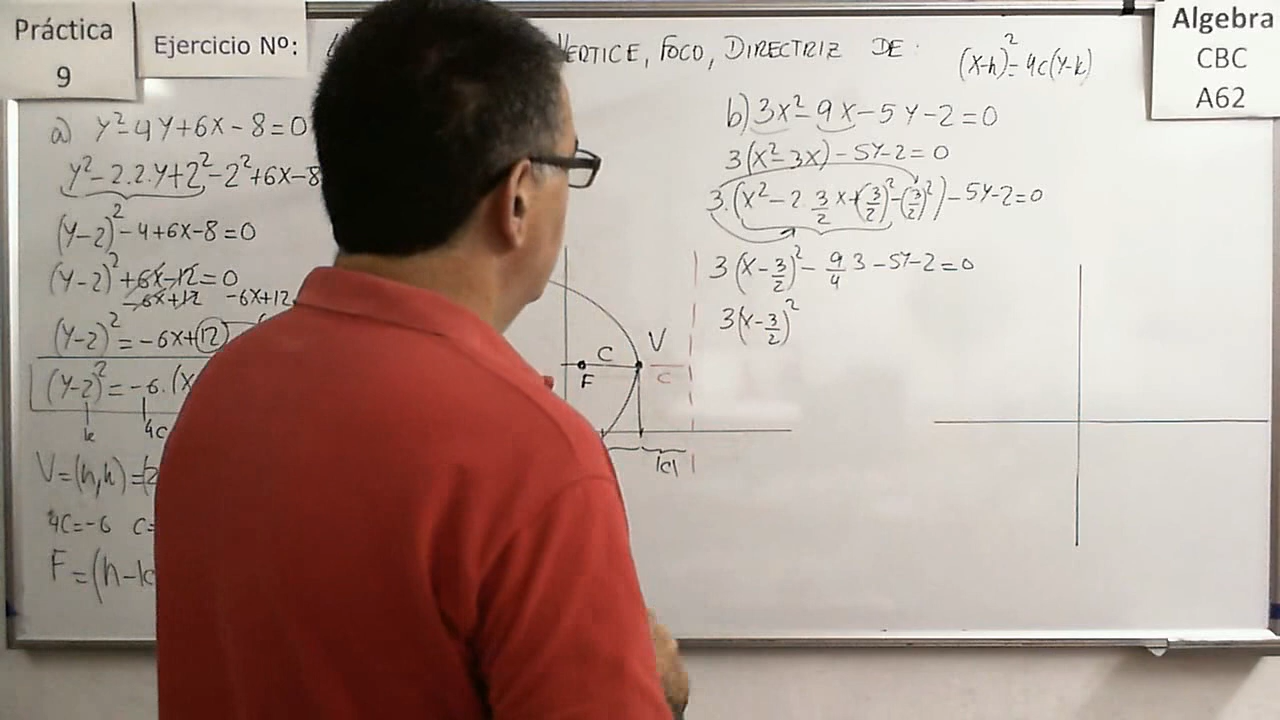 Práctica
9
Ejercicio Nº:
VERTICE, FOCO, DIRECTRIZ DE:
(x-h)² = 4c(y-k)
Algebra
CBC
A62
a) y²-4y+6x-8=0
y²-2.2.y+2²-2²+6x-8
(y-2)²-4+6x-8=0
(y-2)²+6x-12=0
-6x+12 -6x+12
(y-2)²=-6x+12
(y-2)²=-6.(x
k 4c
V=(h,k)=(2
4c=-6 c=
F=(h-|c
C V
F C
|c|
b) 3x²-9x-5y-2=0
3(x²-3x)-5y-2=0
3.(x²-2.3/2 x+(3/2)²-(3/2)²)-5y-2=0
3(x-3/2)²-9/4 3-5y-2=0
3(x-3/2)²